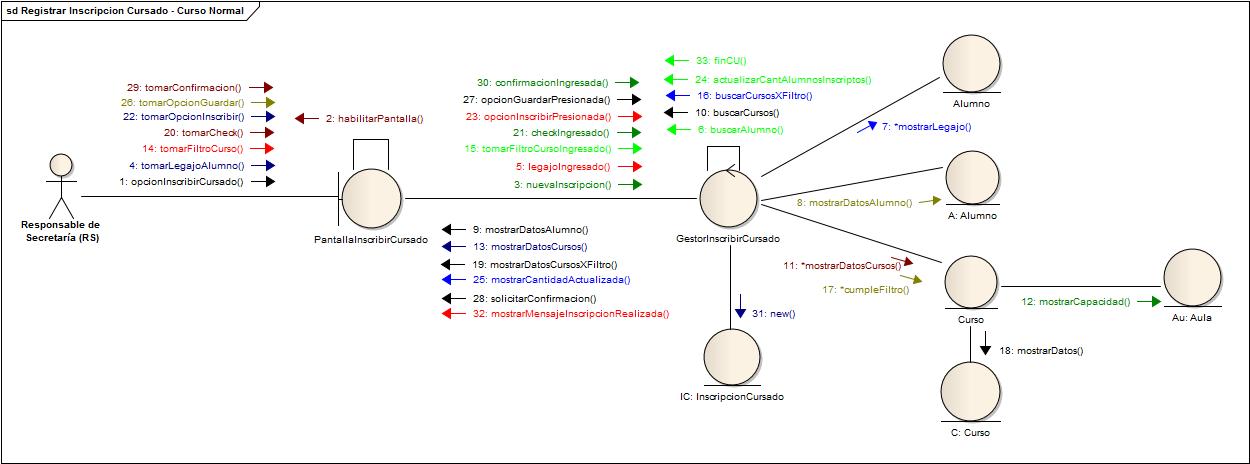 sd Registrar Inscripcion Cursado - Curso Normal
29: tomarConfirmacion()
26: tomarOpcionGuardar()
22: tomarOpcionInscribir()
20: tomarCheck()
14: tomarFiltroCurso()
4: tomarLegajoAlumno()
1: opcionInscribirCursado()
Responsable de
Secretaría (RS)
2: habilitarPantalla()
PantallaInscribirCursado
30: confirmacionIngresada()
27: opcionGuardarPresionada()
23: opcionInscribirPresionada()
21: checkIngresado()
15: tomarFiltroCursoIngresado()
5: legajoIngresado()
3: nuevaInscripcion()
9: mostrarDatosAlumno()
13: mostrarDatosCursos()
19: mostrarDatosCursosXFiltro()
25: mostrarCantidadActualizada()
28: solicitarConfirmacion()
32: mostrarMensajeInscripcionRealizada()
33: finCU()
24: actualizarCantAlumnosInscriptos()
16: buscarCursosXFiltro()
10: buscarCursos()
6: buscarAlumno()
GestorInscribirCursado
7: *mostrarLegajo()
Alumno
8: mostrarDatosAlumno()
A: Alumno
11: *mostrarDatosCursos()
17: *cumpleFiltro()
Curso
12: mostrarCapacidad()
Au: Aula
31: new()
IC: InscripcionCursado
18: mostrarDatos()
C: Curso